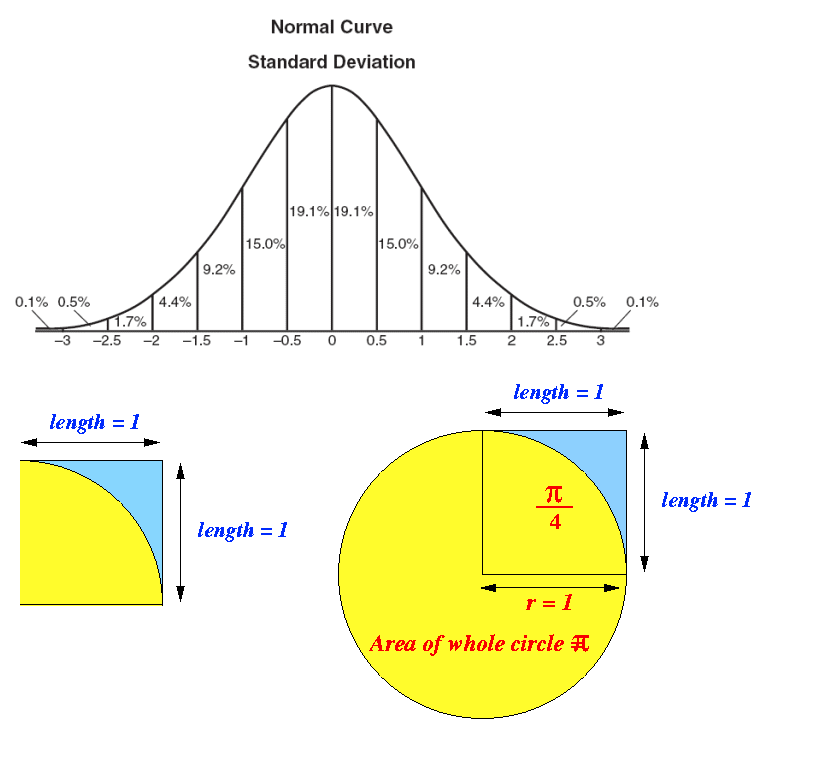 Normal Curve
Standard Deviation
19.1% 19.1%
15.0% 15.0%
9.2% 9.2%
0.1% 0.5% 4.4% 4.4% 0.5% 0.1%
1.7% 1.7%
–3 –2.5 –2 –1.5 –1 –0.5 0 0.5 1 1.5 2 2.5 3
length = 1
length = 1
length = 1
π
4
length = 1
r = 1
Area of whole circle π